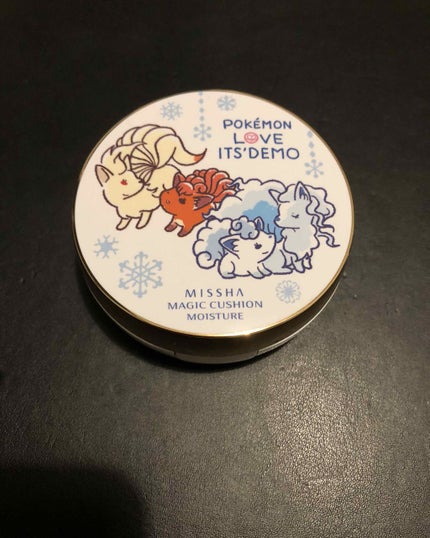 POKÉMON
LOVE
ITS'DEMO
MISSHA
MAGIC CUSHION
MOISTURE